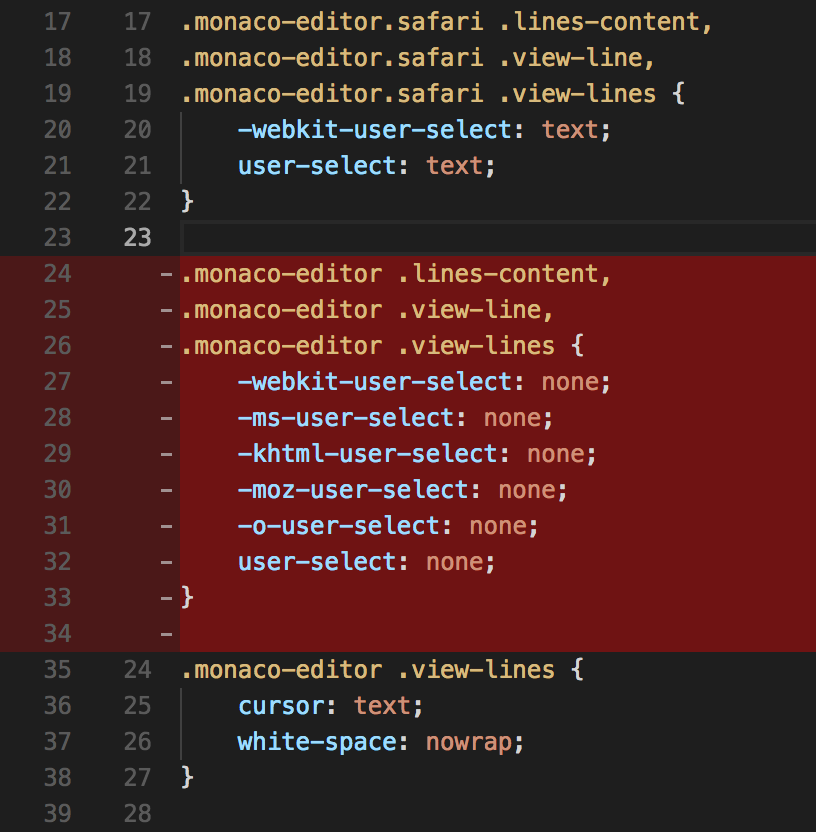 17 17 .monaco-editor.safari .lines-content,
18 18 .monaco-editor.safari .view-line,
19 19 .monaco-editor.safari .view-lines {
20 20 -webkit-user-select: text;
21 21 user-select: text;
22 22 }
23 23
24 - .monaco-editor .lines-content,
25 - .monaco-editor .view-line,
26 - .monaco-editor .view-lines {
27 - -webkit-user-select: none;
28 - -ms-user-select: none;
29 - -khtml-user-select: none;
30 - -moz-user-select: none;
31 - -o-user-select: none;
32 - user-select: none;
33 - }
34 -
35 24 .monaco-editor .view-lines {
36 25 cursor: text;
37 26 white-space: nowrap;
38 27 }
39 28